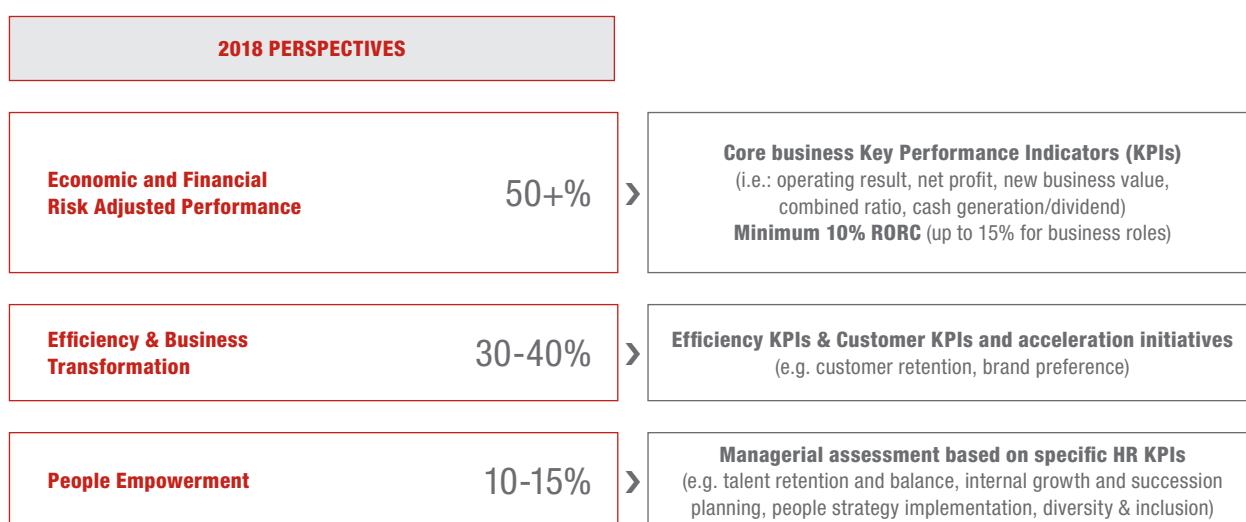 2018 PERSPECTIVES
Economic and Financial
Risk Adjusted Performance
50+%
Core business Key Performance Indicators (KPIs)
(i.e.: operating result, net profit, new business value,
combined ratio, cash generation/dividend)
Minimum 10% RORC (up to 15% for business roles)
Efficiency & Business
Transformation
30-40%
Efficiency KPIs & Customer KPIs and acceleration initiatives
(e.g. customer retention, brand preference)
People Empowerment
10-15%
Managerial assessment based on specific HR KPIs
(e.g. talent retention and balance, internal growth and succession
planning, people strategy implementation, diversity & inclusion)